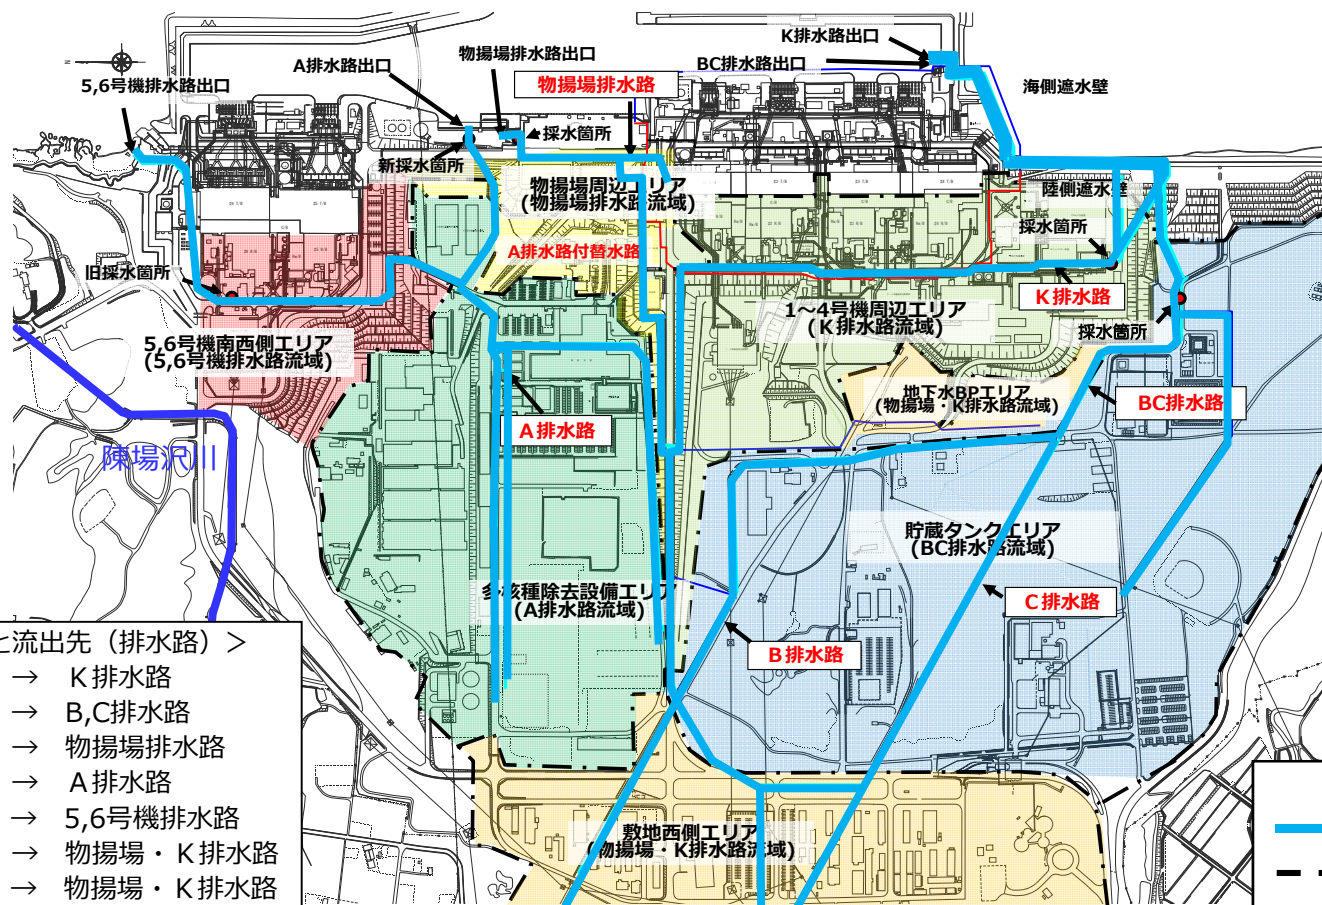 K排水路出口
物揚場排水路出口
BC排水路出口
A排水路出口
5,6号機排水路出口
物揚場排水路
海側遮水壁
採水箇所
新採水箇所
物揚場周辺エリア
(物揚場排水路流域)
陸側遮水壁
採水箇所
A排水路付替水路
旧採水箇所
K排水路
1～4号機周辺エリア
(K排水路流域)
採水箇所
5,6号機南西側エリア
(5,6号機排水路流域)
地下水BPエリア
(物揚場・K排水路流域)
BC排水路
A排水路
陳場沢川
貯蔵タンクエリア
(BC排水路流域)
多核種除去設備エリア
(A排水路流域)
C排水路
B排水路
と流出先（排水路）＞
→ K排水路
→ B,C排水路
→ 物揚場排水路
→ A排水路
→ 5,6号機排水路
→ 物揚場・K排水路
→ 物揚場・K排水路
敷地西側エリア
(物揚場・K排水路流域)